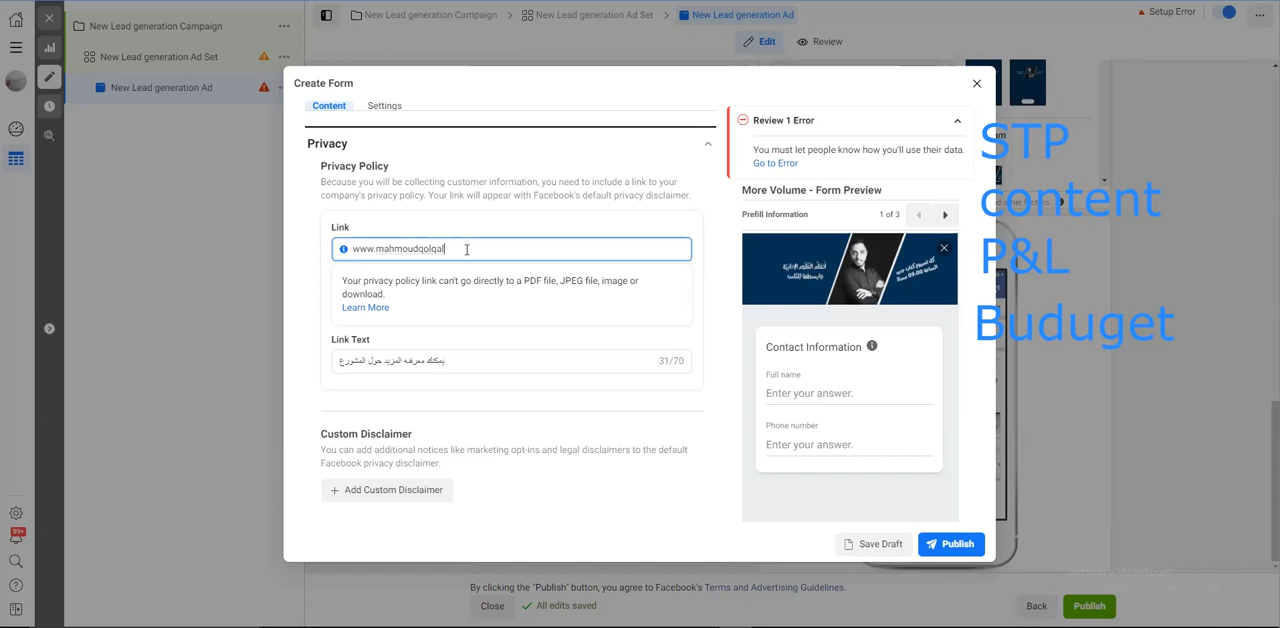 New Lead generation Campaign
New Lead generation Ad Set
New Lead generation Ad
New Lead generation Campaign > New Lead generation Ad Set > New Lead generation Ad
Setup Error
Edit
Review
Create Form
Content Settings
Privacy
Privacy Policy
Because you will be collecting customer information, you need to include a link to your
company's privacy policy. Your link will appear with Facebook's default privacy disclaimer.
Link
www.mahmoudqolqal
Your privacy policy link can't go directly to a PDF file, JPEG file, image or
download.
Learn More
Link Text
يمكنك معرفه المزيد حول المشورع
31/70
Custom Disclaimer
You can add additional notices like marketing opt-ins and legal disclaimers to the default
Facebook privacy disclaimer.
+ Add Custom Disclaimer
Review 1 Error
You must let people know how you'll use their data.
Go to Error
More Volume - Form Preview
Prefill Information
1 of 3
Contact Information
Full name
Enter your answer.
Phone number
Enter your answer.
Save Draft
Publish
STP
content
P&L
Buduget
By clicking the "Publish" button, you agree to Facebook's Terms and Advertising Guidelines.
Close
All edits saved
Back
Publish
99+
Activate Windows